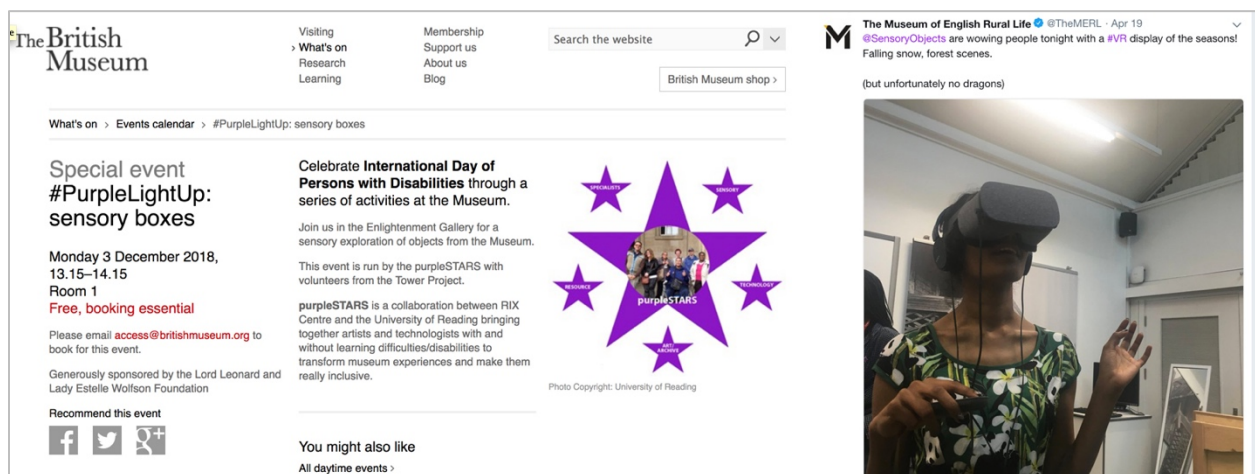 The British
Museum
Visiting
› What's on
Research
Learning
Membership
Support us
About us
Blog
Search the website
British Museum shop ›
What's on › Events calendar › #PurpleLightUp: sensory boxes
Special event
#PurpleLightUp:
sensory boxes
Monday 3 December 2018,
13.15–14.15
Room 1
Free, booking essential
Please email access@britishmuseum.org to
book for this event.
Generously sponsored by the Lord Leonard and
Lady Estelle Wolfson Foundation
Recommend this event
f
g+
Celebrate International Day of
Persons with Disabilities through a
series of activities at the Museum.
Join us in the Enlightenment Gallery for a
sensory exploration of objects from the Museum.
This event is run by the purpleSTARS with
volunteers from the Tower Project.
purpleSTARS is a collaboration between RIX
Centre and the University of Reading bringing
together artists and technologists with and
without learning difficulties/disabilities to
transform museum experiences and make them
really inclusive.
You might also like
All daytime events ›
SPECIALISTS
SENSORY
RESOURCE
TECHNOLOGY
purpleSTARS
ART/
ARCHIVE
Photo Copyright: University of Reading
M
The Museum of English Rural Life @TheMERL · Apr 19
@SensoryObjects are wowing people tonight with a #VR display of the seasons!
Falling snow, forest scenes.
(but unfortunately no dragons)